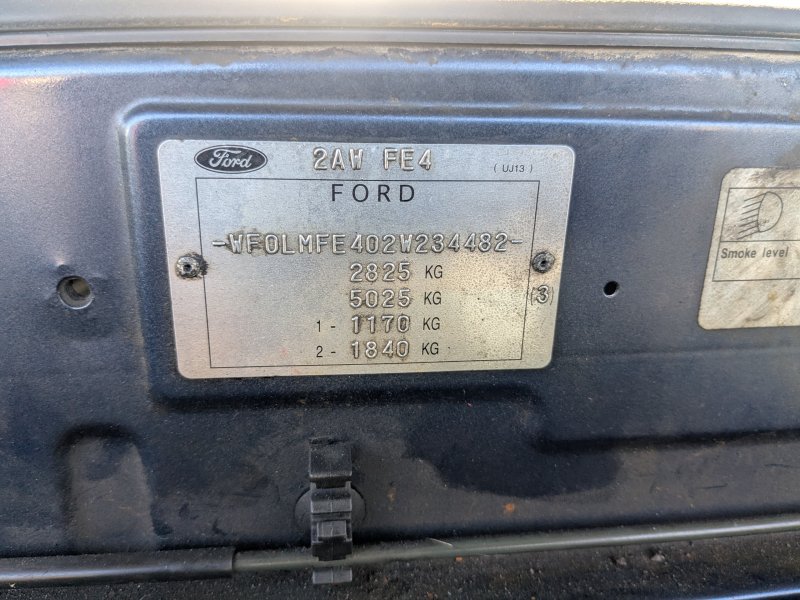 Ford 2AW FE4 ( UJ13 )
FORD
-WF0LMFE402W234482-
2825 KG
5025 KG (3)
1 - 1170 KG
2 - 1840 KG
Smoke level